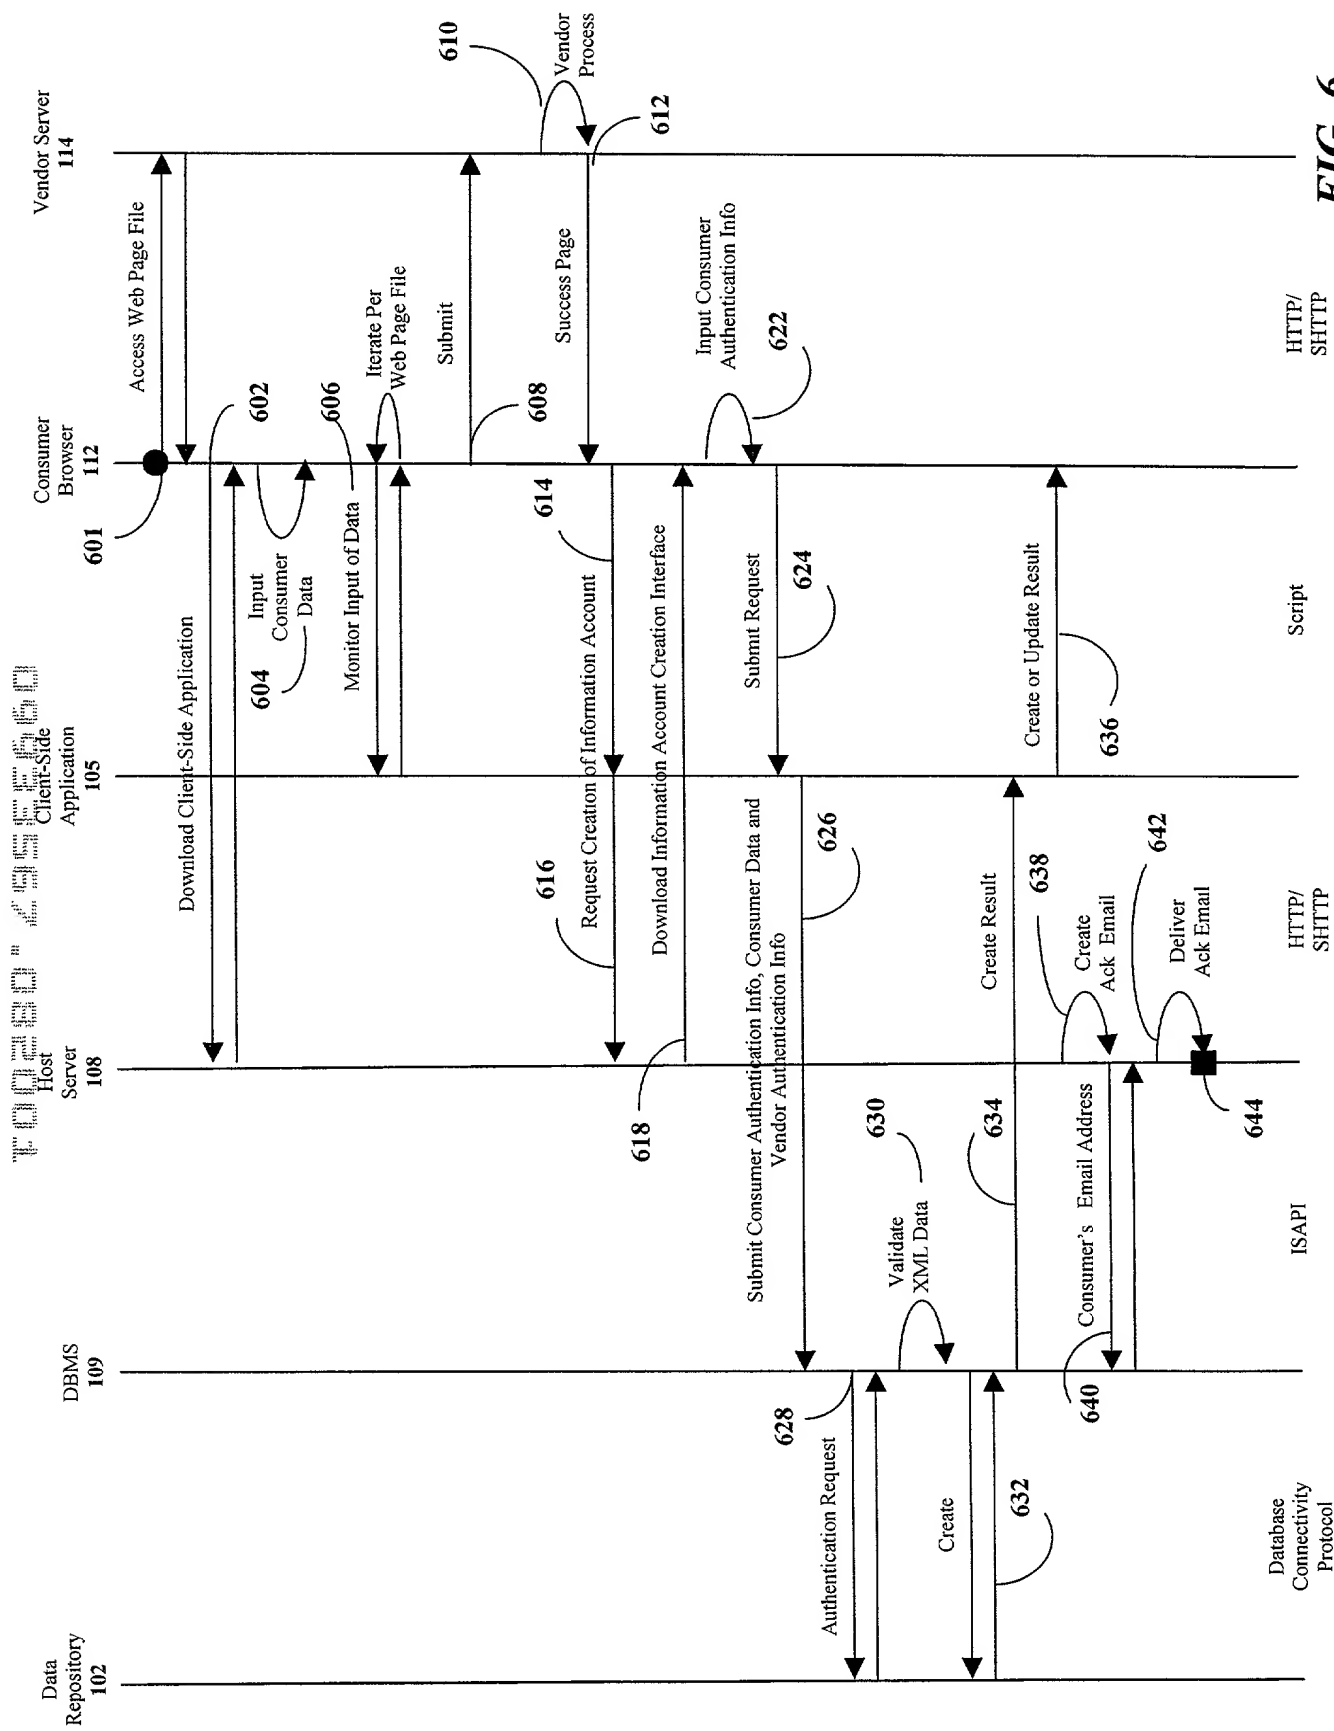 Data
Repository
102
DBMS
109
Host
Server
108
Client-Side
Application
105
Consumer
Browser
112
Vendor Server
114
601
Access Web Page File
602
Download Client-Side Application
Input
Consumer
Data
604
606
Monitor Input of Data
Iterate Per
Web Page File
Submit
608
610
Vendor
Process
612
Success Page
614
Request Creation of Information Account
616
618
Download Information Account Creation Interface
Input Consumer
Authentication Info
622
Submit Request
624
Submit Consumer Authentication Info, Consumer Data and
Vendor Authentication Info
626
628
Authentication Request
Validate
XML Data
630
Create
632
Create Result
634
Create or Update Result
636
638
Create
Ack Email
Consumer's Email Address
640
642
Deliver
Ack Email
644
Database
Connectivity
Protocol
ISAPI
HTTP/
SHTTP
Script
HTTP/
SHTTP
FIG. 6